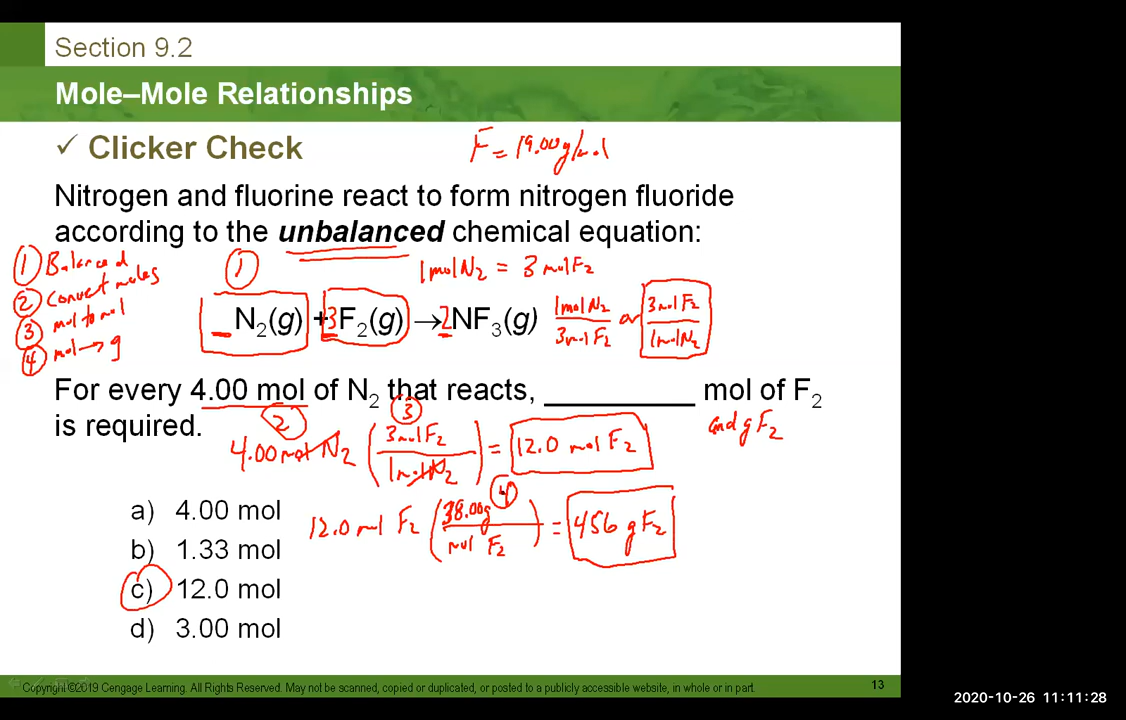 Section 9.2
Mole–Mole Relationships
✓ Clicker Check
F = 19.00g/mol
Nitrogen and fluorine react to form nitrogen fluoride
according to the unbalanced chemical equation:
① Balanced
② Convert moles
③ mol to mol
④ mol → g
①
1 mol N₂ = 3 mol F₂
_N₂(g) + 3F₂(g) → 2NF₃(g)
1 mol N₂ / 3 mol F₂ or 3 mol F₂ / 1 mol N₂
For every 4.00 mol of N₂ that reacts, _________ mol of F₂
and g F₂
is required.
② ③
4.00 mol N₂ (3 mol F₂ / 1 mol N₂) = 12.0 mol F₂
④
12.0 mol F₂ (38.00g / mol F₂) = 456 g F₂
a) 4.00 mol
b) 1.33 mol
c) 12.0 mol
d) 3.00 mol
Copyright ©2019 Cengage Learning. All Rights Reserved. May not be scanned, copied or duplicated, or posted to a publicly accessible website, in whole or in part.
13
2020-10-26 11:11:28